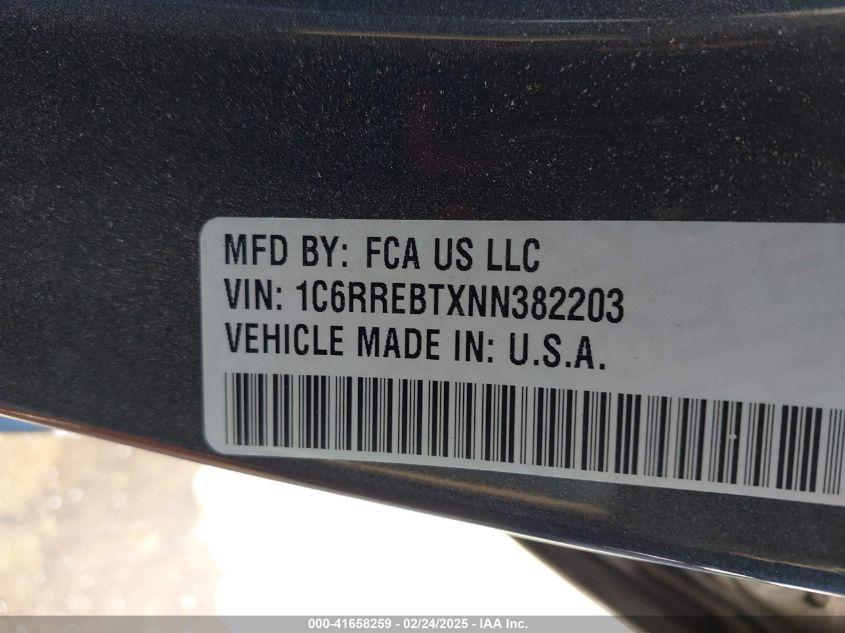 MFD BY: FCA US LLC
VIN: 1C6RREBTXNN382203
VEHICLE MADE IN: U.S.A.
000-41658259 - 02/24/2025 - IAA Inc.